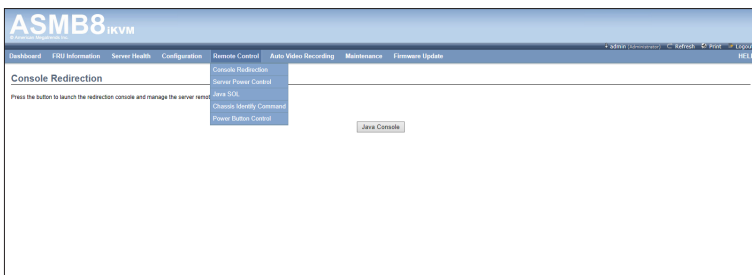 ASMB8 iKVM
© American Megatrends Inc.
• admin (Administrator) Refresh Print Logout
Dashboard FRU Information Server Health Configuration Remote Control Auto Video Recording Maintenance Firmware Update HELP
Console Redirection
Server Power Control
Java SOL
Chassis Identify Command
Power Button Control
Console Redirection
Press the button to launch the redirection console and manage the server remot
Java Console